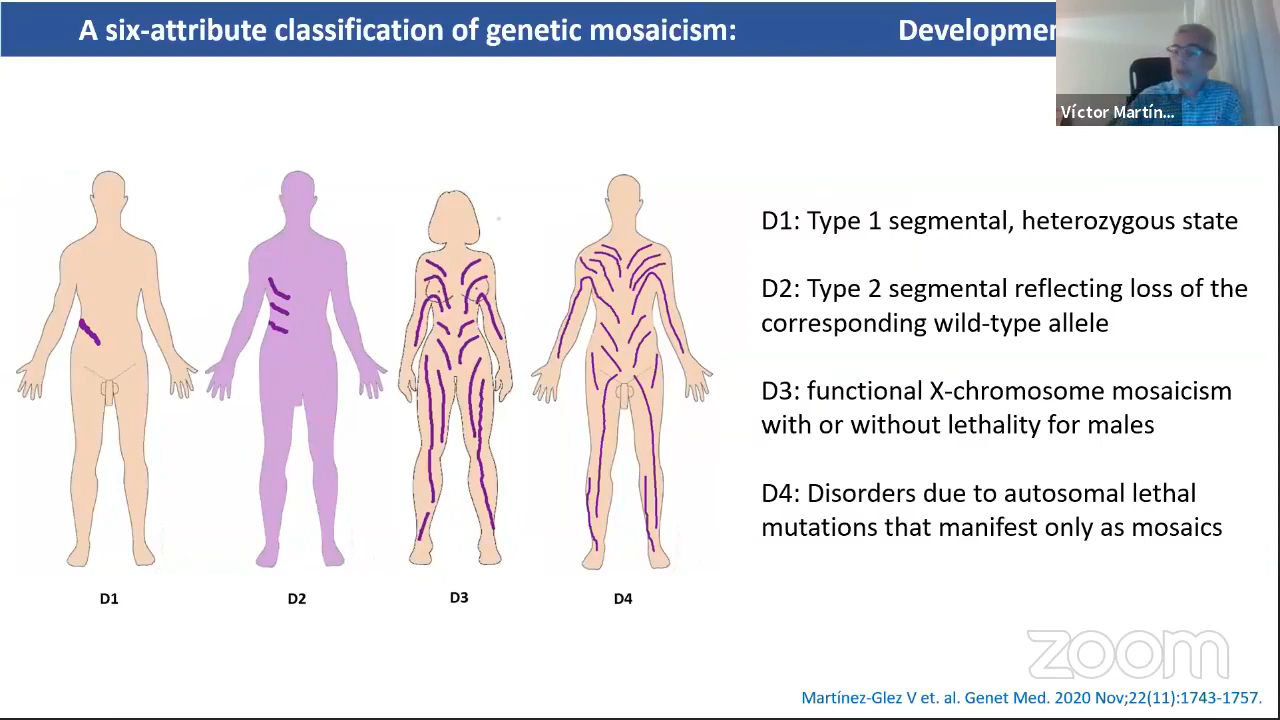 A six-attribute classification of genetic mosaicism:
Víctor Martín...
D1: Type 1 segmental, heterozygous state
D2: Type 2 segmental reflecting loss of the
corresponding wild-type allele
D3: functional X-chromosome mosaicism
with or without lethality for males
D4: Disorders due to autosomal lethal
mutations that manifest only as mosaics
D1
D2
D3
D4
zoom
Martínez-Glez V et. al. Genet Med. 2020 Nov;22(11):1743-1757.